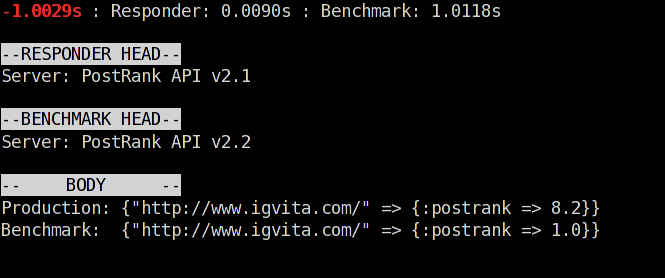 -1.0029s : Responder: 0.0090s : Benchmark: 1.0118s
--RESPONDER HEAD--
Server: PostRank API v2.1
--BENCHMARK HEAD--
Server: PostRank API v2.2
-- BODY --
Production: {"http://www.igvita.com/" => {:postrank => 8.2}}
Benchmark: {"http://www.igvita.com/" => {:postrank => 1.0}}